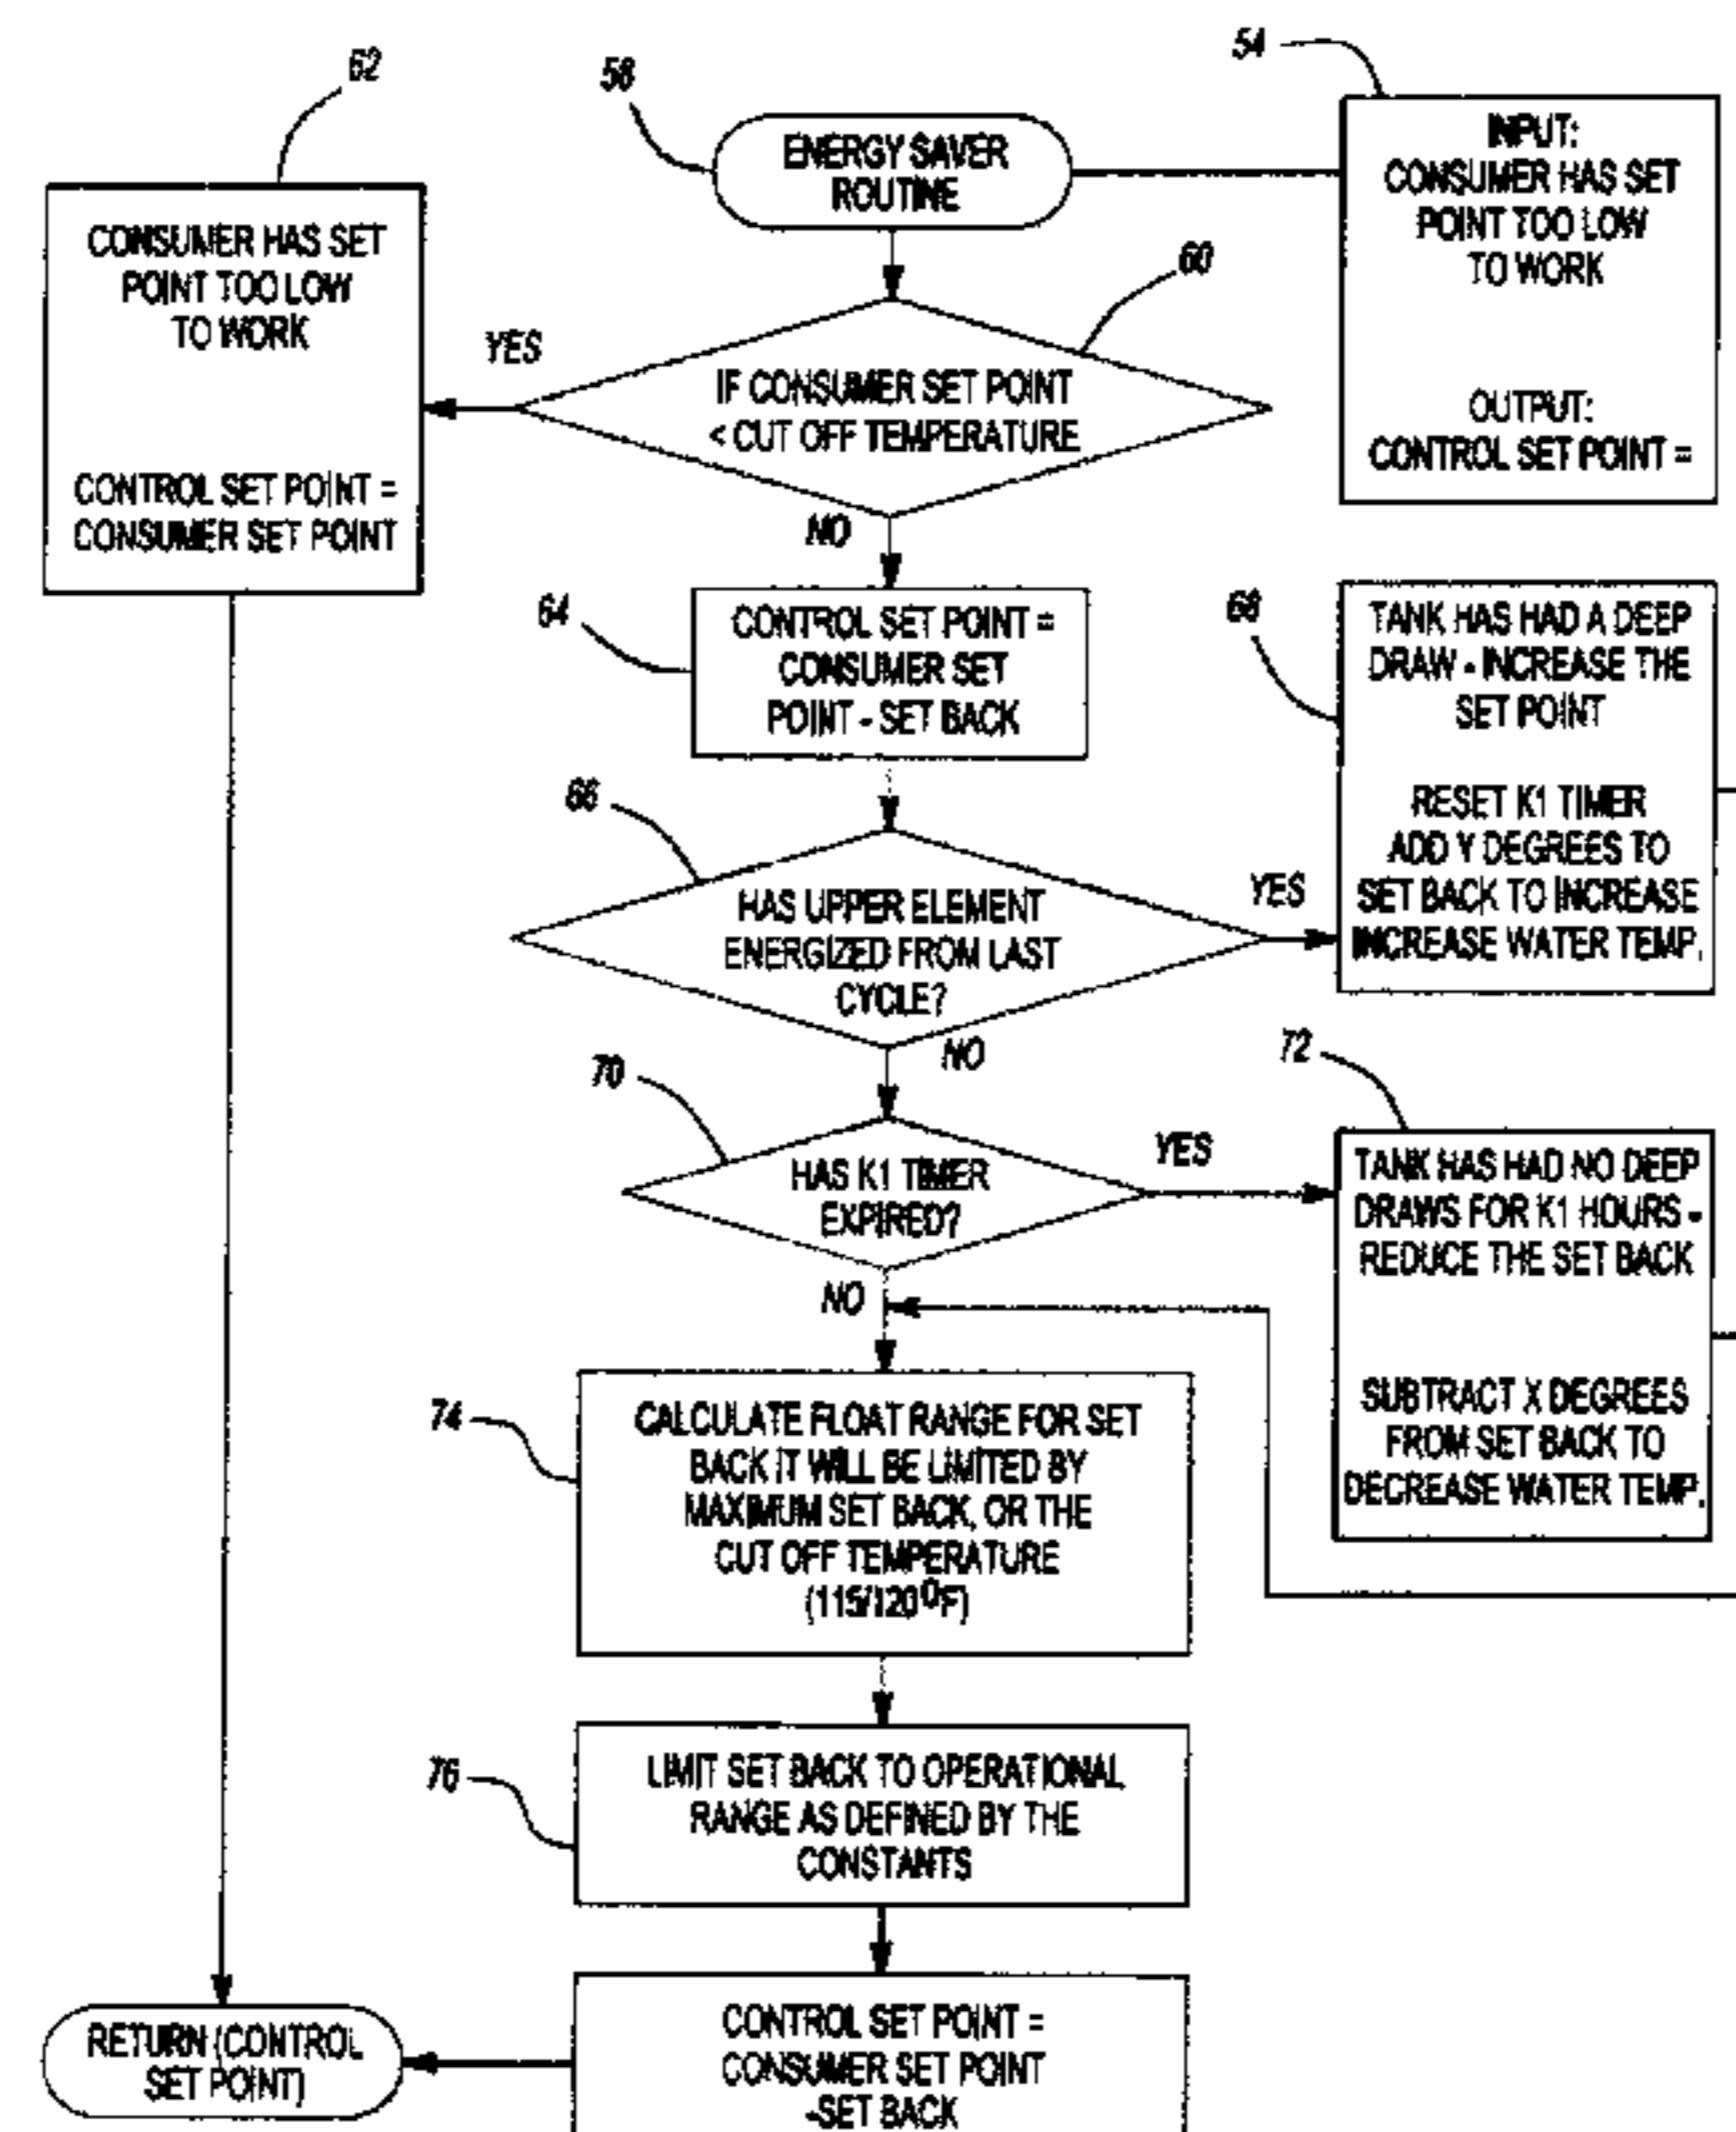 62
58
54
ENERGY SAVER
ROUTINE
INPUT:
CONSUMER HAS SET
POINT TOO LOW
TO WORK
OUTPUT:
CONTROL SET POINT =
CONSUMER HAS SET
POINT TOO LOW
TO WORK
CONTROL SET POINT =
CONSUMER SET POINT
YES
60
IF CONSUMER SET POINT
< CUT OFF TEMPERATURE
NO
64
CONTROL SET POINT =
CONSUMER SET
POINT - SET BACK
68
TANK HAS HAD A DEEP
DRAW - INCREASE THE
SET POINT
RESET K1 TIMER
ADD Y DEGREES TO
SET BACK TO INCREASE
INCREASE WATER TEMP.
66
HAS UPPER ELEMENT
ENERGIZED FROM LAST
CYCLE?
YES
NO
70
HAS K1 TIMER
EXPIRED?
YES
NO
72
TANK HAS HAD NO DEEP
DRAWS FOR K1 HOURS -
REDUCE THE SET BACK
SUBTRACT X DEGREES
FROM SET BACK TO
DECREASE WATER TEMP.
74
CALCULATE FLOAT RANGE FOR SET
BACK IT WILL BE LIMITED BY
MAXIMUM SET BACK, OR THE
CUT OFF TEMPERATURE
(115/120⁰F)
76
LIMIT SET BACK TO OPERATIONAL
RANGE AS DEFINED BY THE
CONSTANTS
CONTROL SET POINT =
CONSUMER SET POINT
-SET BACK
RETURN (CONTROL
SET POINT)